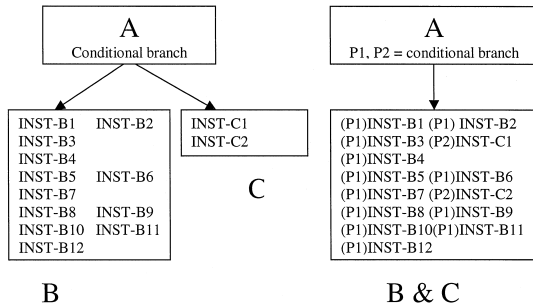 A
Conditional branch
INST-B1 INST-B2
INST-B3
INST-B4
INST-B5 INST-B6
INST-B7
INST-B8 INST-B9
INST-B10 INST-B11
INST-B12
B
INST-C1
INST-C2
C
A
P1, P2 = conditional branch
(P1)INST-B1 (P1) INST-B2
(P1)INST-B3 (P2)INST-C1
(P1)INST-B4
(P1)INST-B5 (P1)INST-B6
(P1)INST-B7 (P2)INST-C2
(P1)INST-B8 (P1)INST-B9
(P1)INST-B10(P1)INST-B11
(P1)INST-B12
B & C